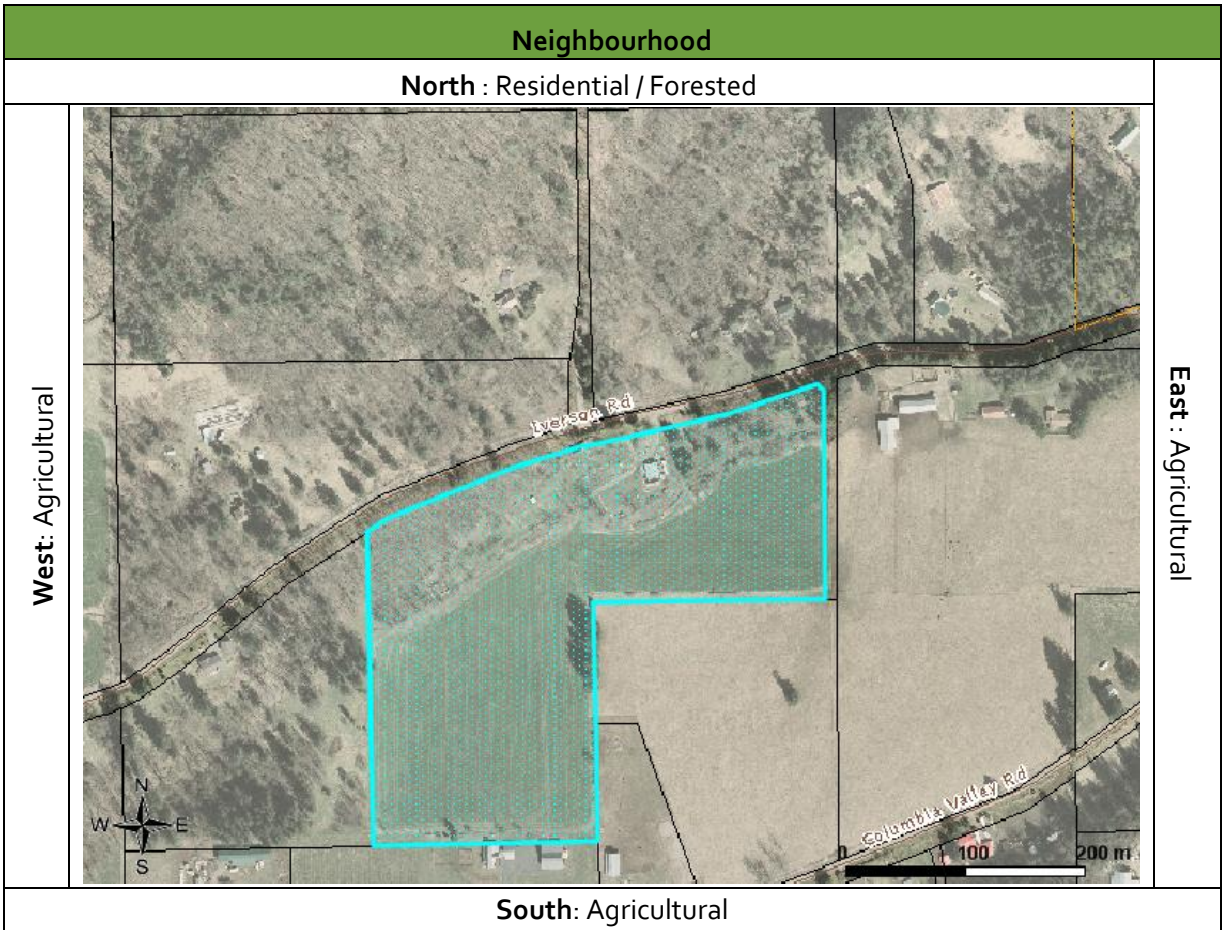 Neighbourhood
North : Residential / Forested
West: Agricultural
East : Agricultural
Iverson Rd
Columbia Valley Rd
N
W E
S
0 100 200 m
South: Agricultural